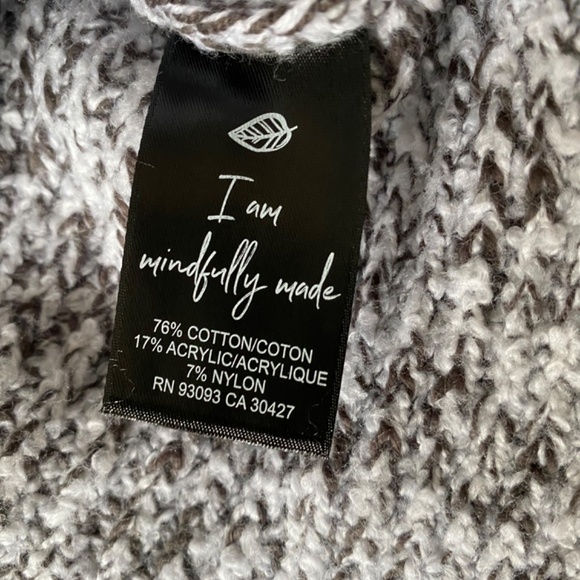 I am
mindfully made
76% COTTON/COTON
17% ACRYLIC/ACRYLIQUE
7% NYLON
RN 93093 CA 30427